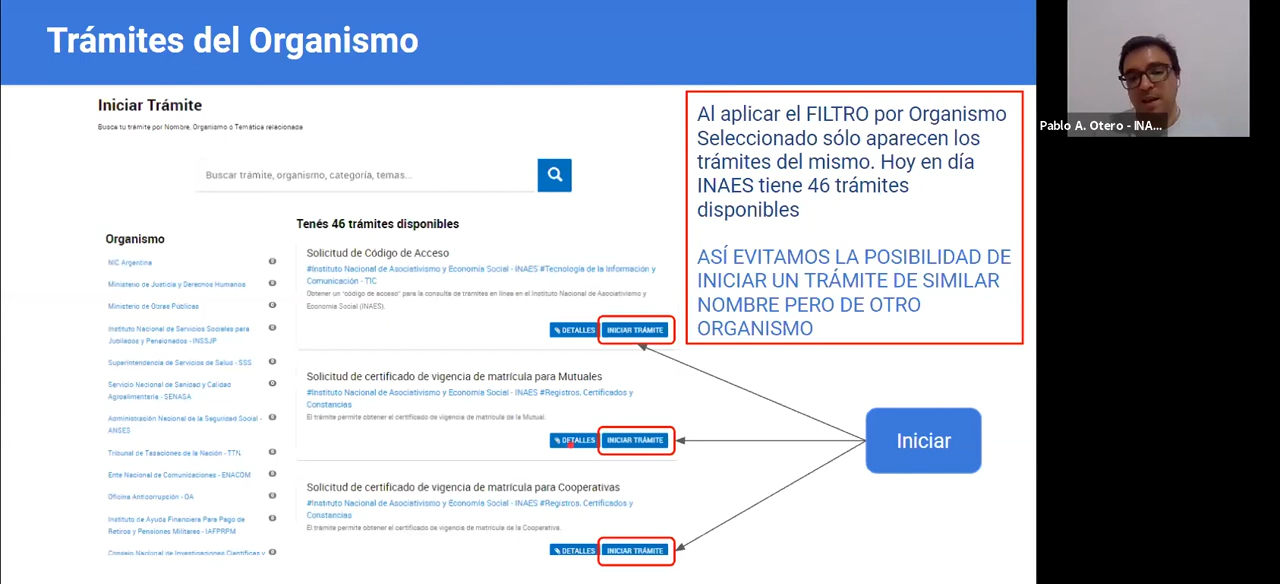 Trámites del Organismo
Iniciar Trámite
Busca tu trámite por Nombre, Organismo o Temática relacionada
Buscar trámite, organismo, categoría, temas...
Organismo
NIC Argentina
Ministerio de Justicia y Derechos Humanos
Ministerio de Obras Públicas
Instituto Nacional de Servicios Sociales para
Jubilados y Pensionados - INSSJP
Superintendencia de Servicios de Salud - SSS
Servicio Nacional de Sanidad y Calidad
Agroalimentaria - SENASA
Administración Nacional de la Seguridad Social -
ANSES
Tribunal de Tasaciones de la Nación - TTN
Ente Nacional de Comunicaciones - ENACOM
Oficina Anticorrupción - OA
Instituto de Ayuda Financiera Para Pago de
Retiros y Pensiones Militares - IAFPRPM
Consejo Nacional de Investigaciones Científicas y
Tenés 46 trámites disponibles
Solicitud de Código de Acceso
#Instituto Nacional de Asociativismo y Economía Social - INAES #Tecnología de la Información y
Comunicación - TIC
Obtener un "código de acceso" para la consulta de trámites en línea en el Instituto Nacional de Asociativismo y
Economía Social (INAES).
DETALLES INICIAR TRÁMITE
Solicitud de certificado de vigencia de matrícula para Mutuales
#Instituto Nacional de Asociativismo y Economía Social - INAES #Registros, Certificados y
Constancias
El trámite permite obtener el certificado de vigencia de matrícula de la Mutual.
DETALLES INICIAR TRÁMITE
Solicitud de certificado de vigencia de matrícula para Cooperativas
#Instituto Nacional de Asociativismo y Economía Social - INAES #Registros, Certificados y
Constancias
El trámite permite obtener el certificado de vigencia de matrícula de la Cooperativa.
DETALLES INICIAR TRÁMITE
Al aplicar el FILTRO por Organismo
Seleccionado sólo aparecen los
trámites del mismo. Hoy en día
INAES tiene 46 trámites
disponibles
ASÍ EVITAMOS LA POSIBILIDAD DE
INICIAR UN TRÁMITE DE SIMILAR
NOMBRE PERO DE OTRO
ORGANISMO
Iniciar
Pablo A. Otero - INA...